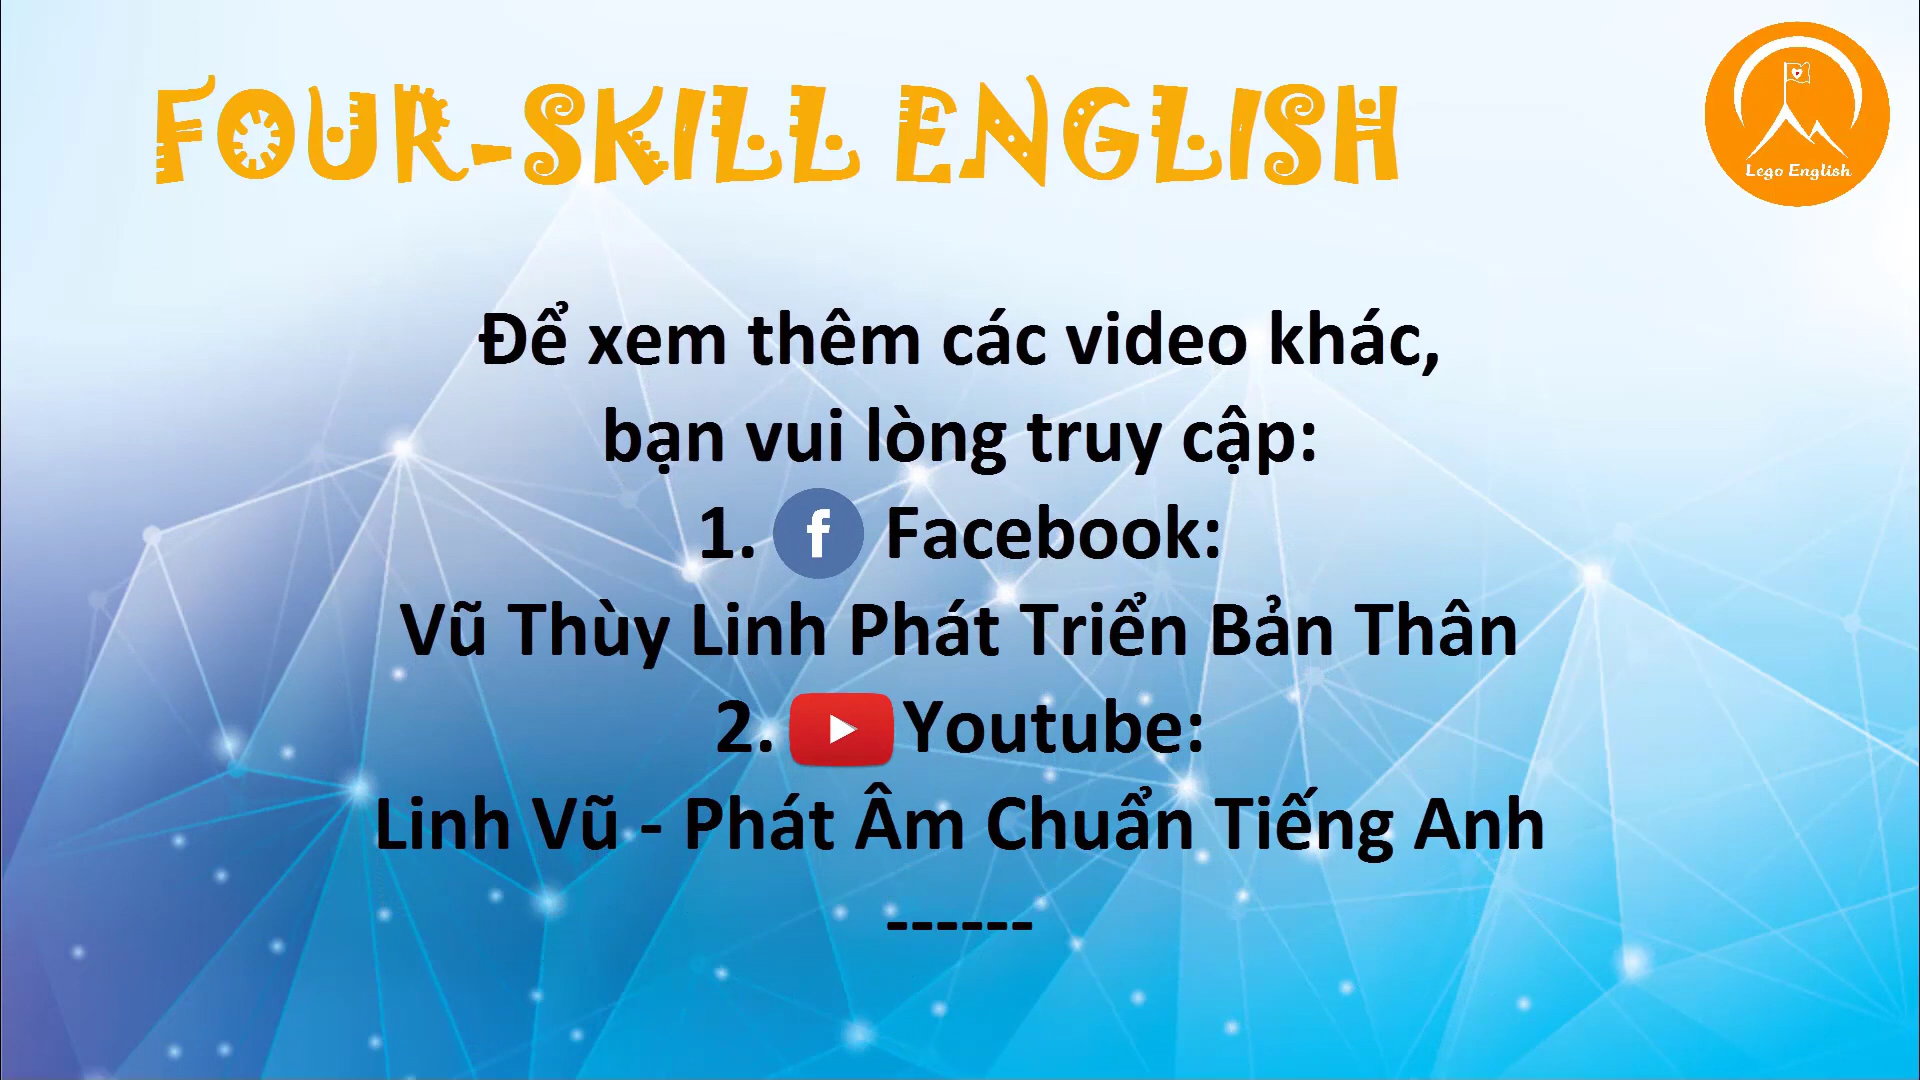 FOUR-SKILL ENGLISH
Lego English
Để xem thêm các video khác,
bạn vui lòng truy cập:
1. f Facebook:
Vũ Thùy Linh Phát Triển Bản Thân
2. Youtube:
Linh Vũ - Phát Âm Chuẩn Tiếng Anh
------